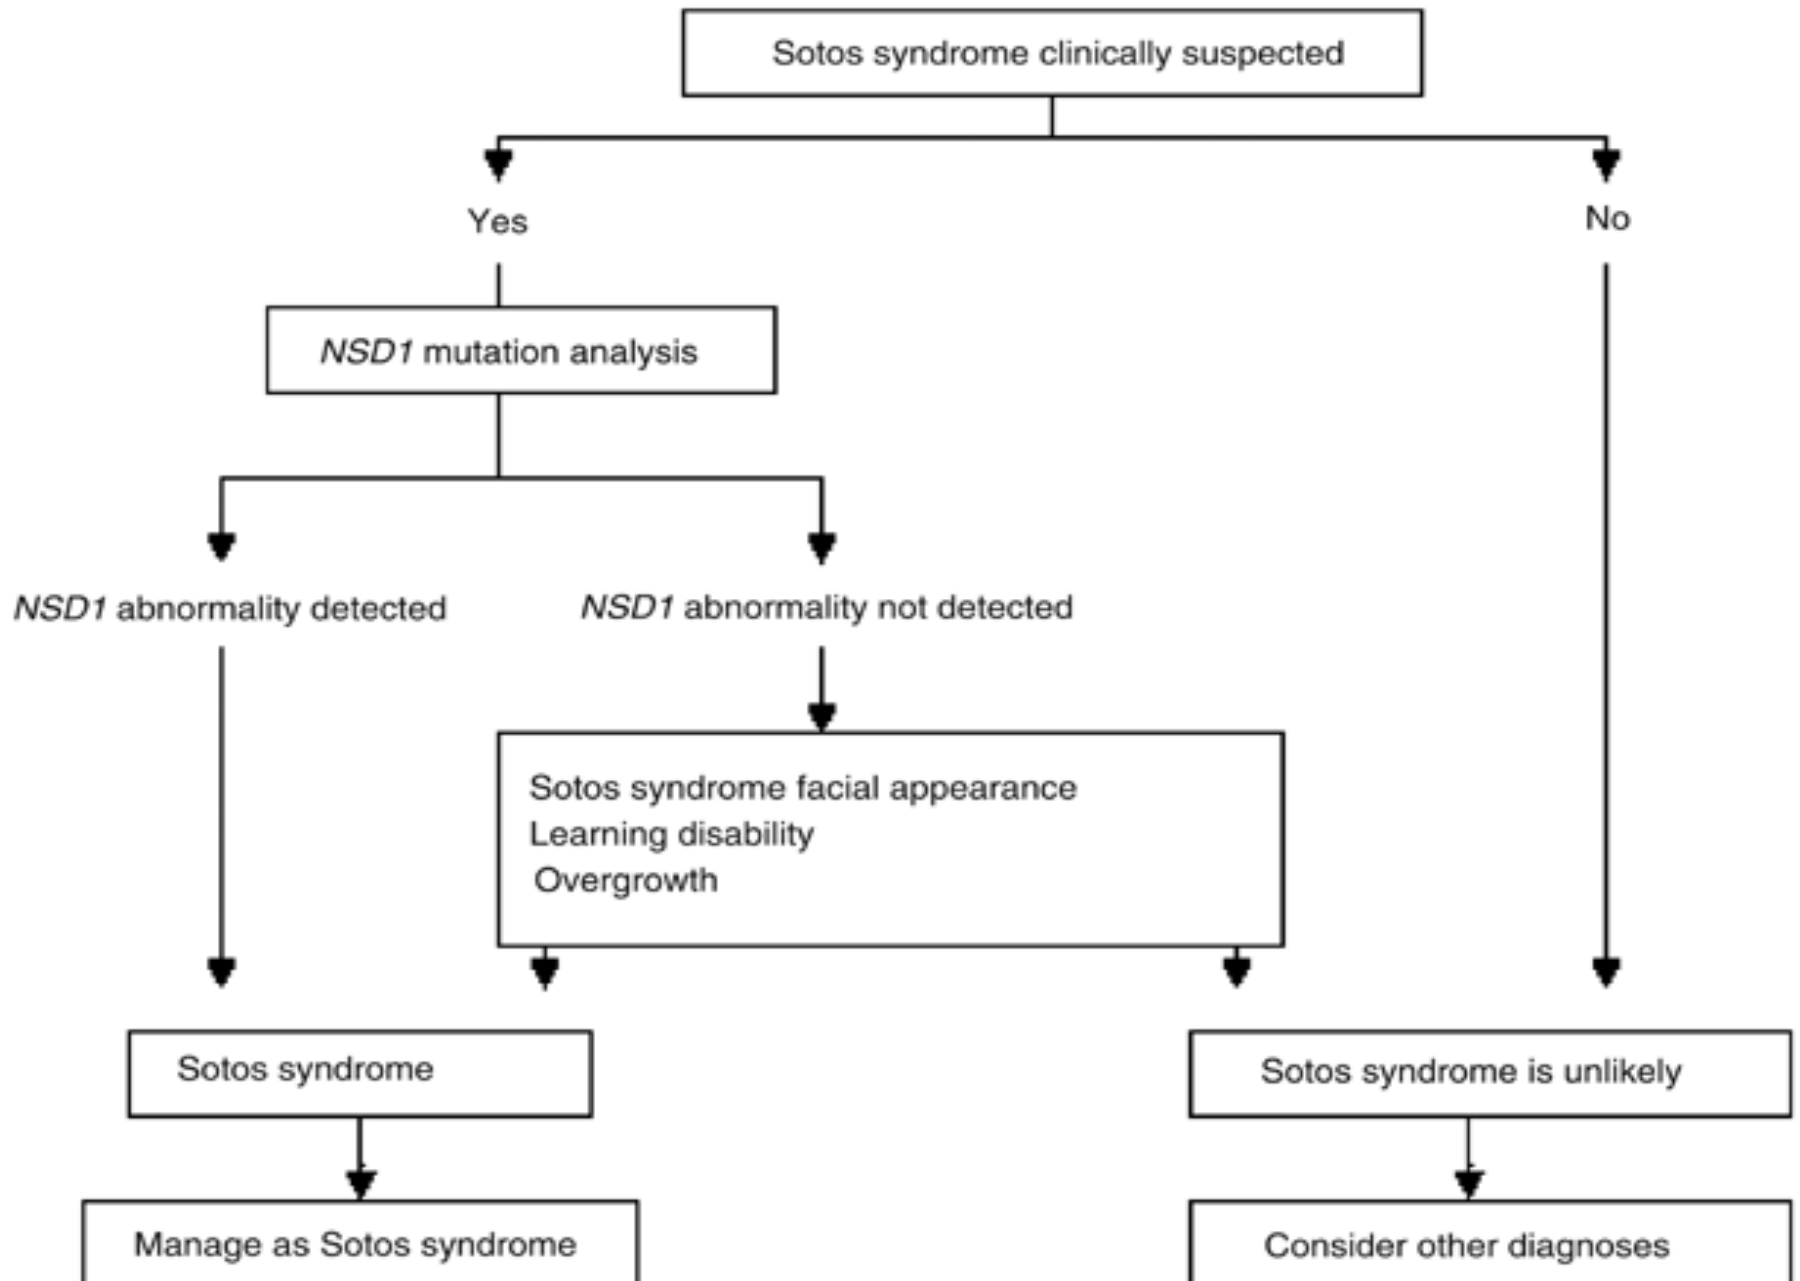 Sotos syndrome clinically suspected
Yes
No
NSD1 mutation analysis
NSD1 abnormality detected
NSD1 abnormality not detected
Sotos syndrome facial appearance
Learning disability
Overgrowth
Sotos syndrome
Sotos syndrome is unlikely
Manage as Sotos syndrome
Consider other diagnoses